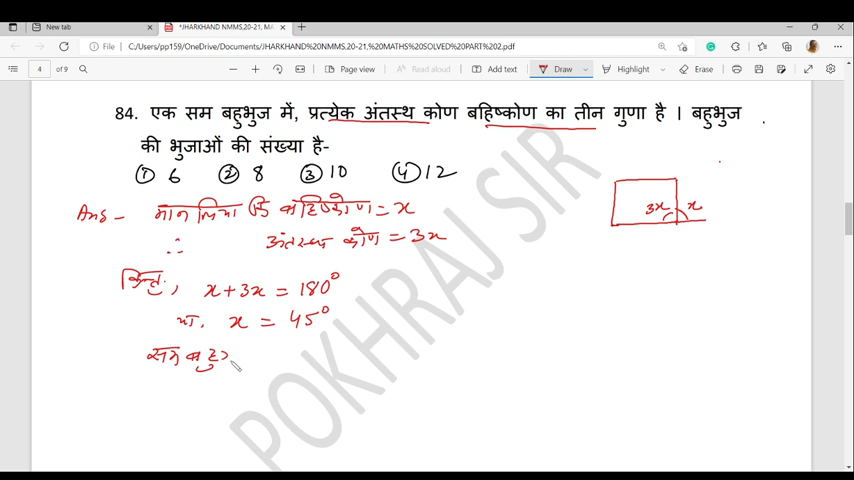 New tab
*JHARKHAND NMMS,20-21, MA
File
C:/Users/pp159/OneDrive/Documents/JHARKHAND%20NMMS,20-21,%20MATHS%20SOLVED%20PART%202.pdf
4 of 9
Page view
Read aloud
Add text
Draw
Highlight
Erase
84. एक सम बहुभुज में, प्रत्येक अंतस्थ कोण बहिष्कोण का तीन गुणा है । बहुभुज
की भुजाओं की संख्या है-
① 6 ② 8 ③ 10 ④ 12
Ans - मान लिया कि बहिष्कोण = x
∴ अंतस्थ कोण = 3x
3x x
किन्तु, x + 3x = 180°
या, x = 45°
सम बहु
POKHRAJ SIR